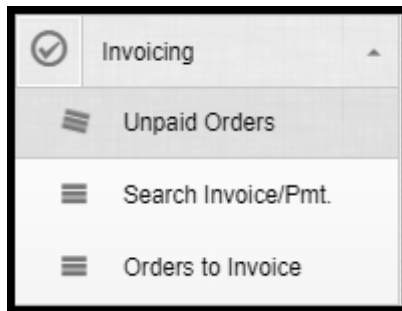 Invoicing
Unpaid Orders
Search Invoice/Pmt.
Orders to Invoice